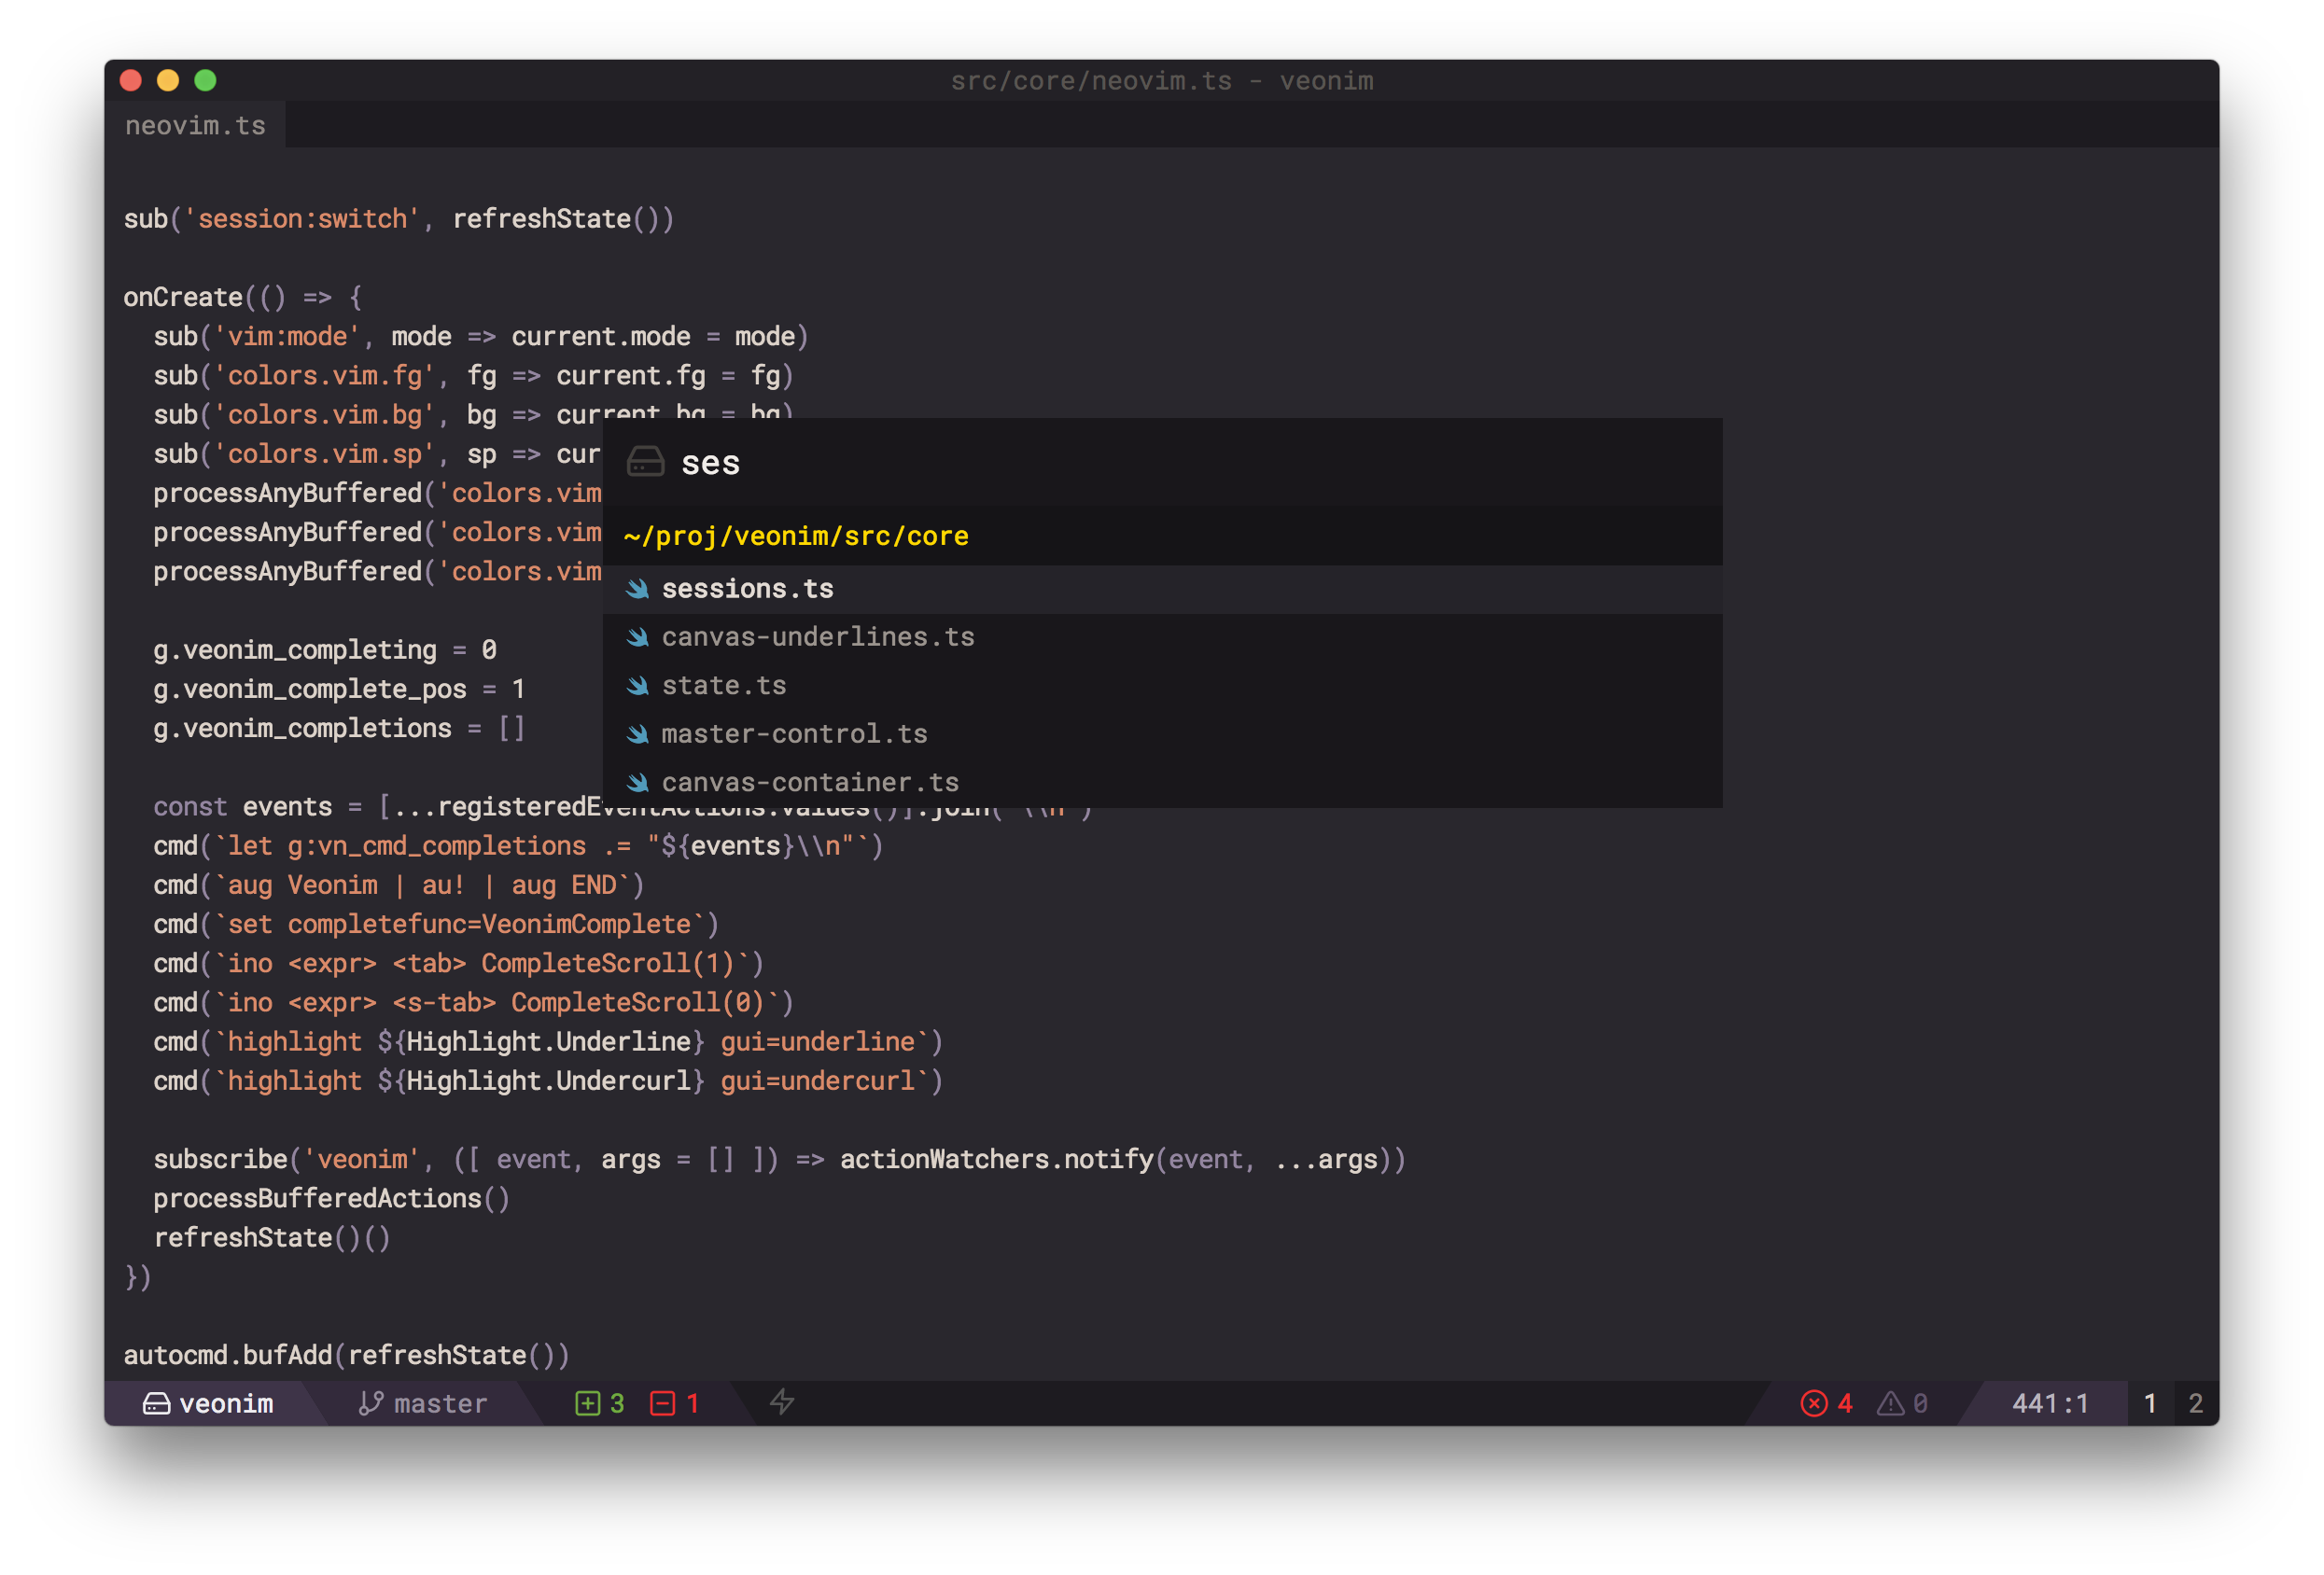 src/core/neovim.ts - veonim
neovim.ts
sub('session:switch', refreshState())
onCreate(() => {
sub('vim:mode', mode => current.mode = mode)
sub('colors.vim.fg', fg => current.fg = fg)
sub('colors.vim.bg', bg => current.bg = bg)
sub('colors.vim.sp', sp => cur
processAnyBuffered('colors.vim
processAnyBuffered('colors.vim
processAnyBuffered('colors.vim
ses
~/proj/veonim/src/core
sessions.ts
canvas-underlines.ts
state.ts
master-control.ts
canvas-container.ts
g.veonim_completing = 0
g.veonim_complete_pos = 1
g.veonim_completions = []
const events = [...registeredEventActions.values()].join(`\\n`)
cmd(`let g:vn_cmd_completions .= "${events}\\n"`)
cmd(`aug Veonim | au! | aug END`)
cmd(`set completefunc=VeonimComplete`)
cmd(`ino <expr> <tab> CompleteScroll(1)`)
cmd(`ino <expr> <s-tab> CompleteScroll(0)`)
cmd(`highlight ${Highlight.Underline} gui=underline`)
cmd(`highlight ${Highlight.Undercurl} gui=undercurl`)
subscribe('veonim', ([ event, args = [] ]) => actionWatchers.notify(event, ...args))
processBufferedActions()
refreshState()()
})
autocmd.bufAdd(refreshState())
veonim master 3 1 4 0 441:1 1 2